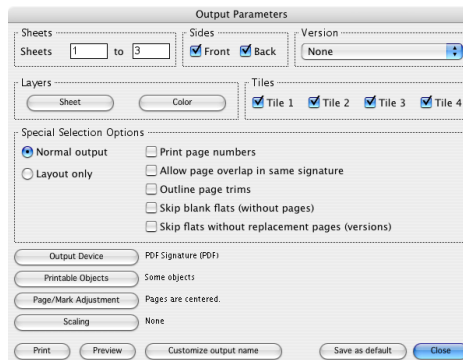 Output Parameters
Sheets Sides Version
Sheets 1 to 3 Front Back None
Layers Tiles
Sheet Color Tile 1 Tile 2 Tile 3 Tile 4
Special Selection Options
Normal output Print page numbers
Layout only Allow page overlap in same signature
Outline page trims
Skip blank flats (without pages)
Skip flats without replacement pages (versions)
Output Device PDF Signature (PDF)
Printable Objects Some objects
Page/Mark Adjustment Pages are centered.
Scaling None
Print Preview Customize output name Save as default Close